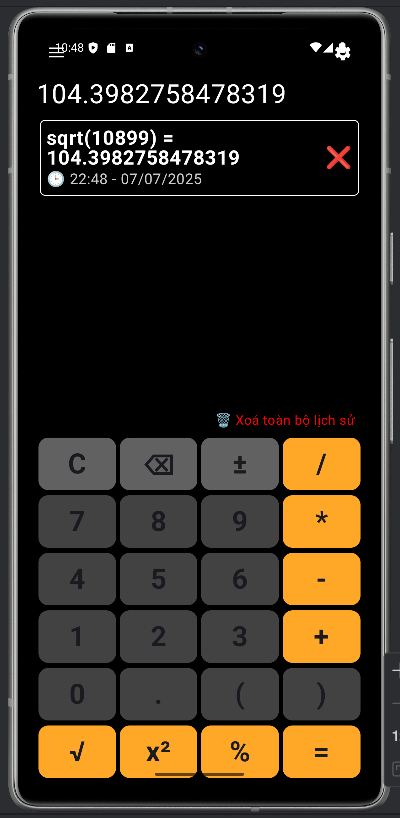 10:48 A
104.3982758478319
sqrt(10899) =
104.3982758478319
22:48 - 07/07/2025
Xoá toàn bộ lịch sử
C ± /
7 8 9 *
4 5 6 -
1 2 3 +
0 . ( )
√ x² % =
1